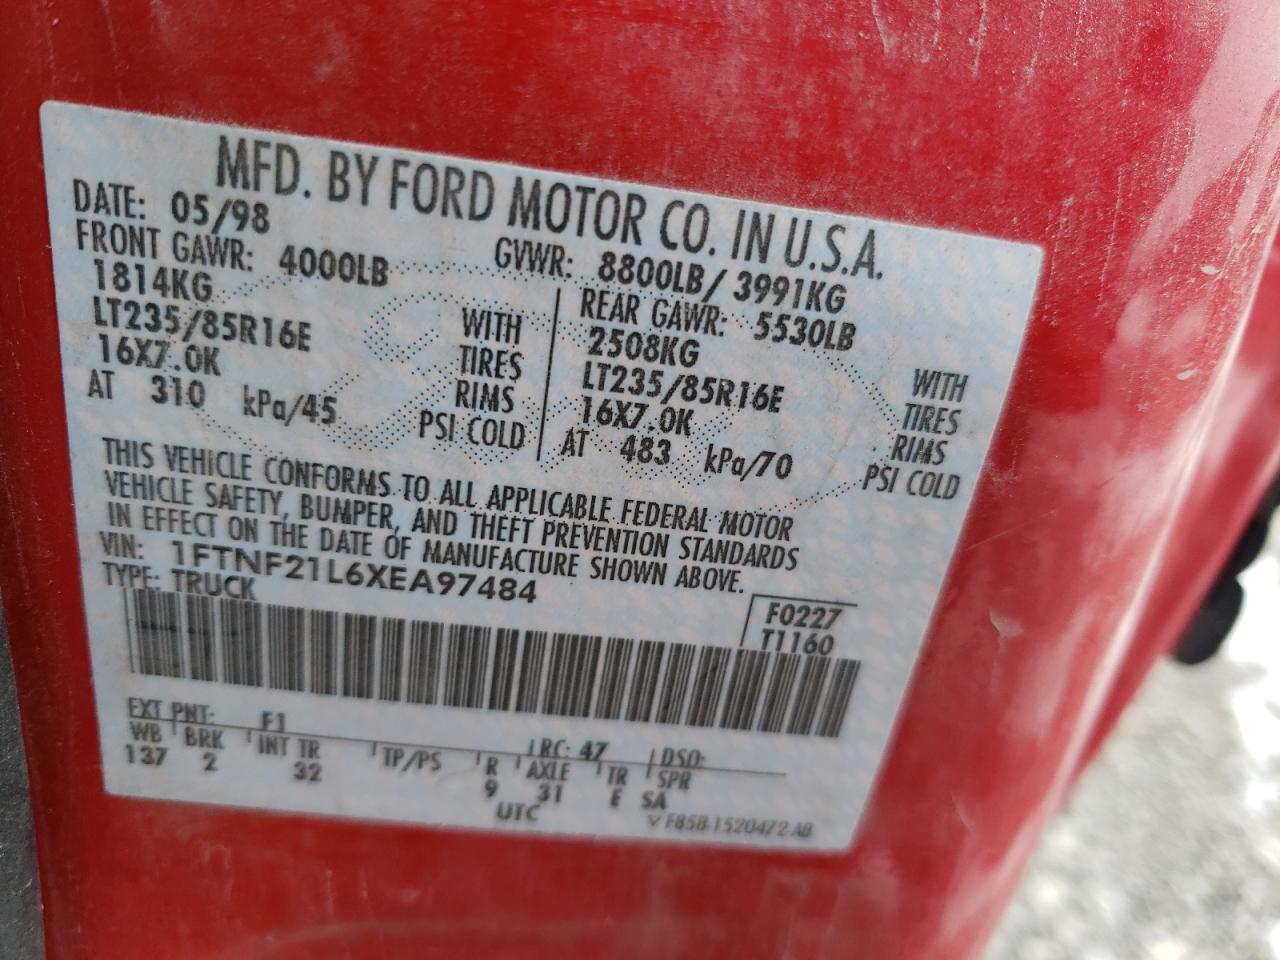 MFD. BY FORD MOTOR CO. IN U.S.A.
DATE: 05/98 GVWR: 8800LB/ 3991KG
FRONT GAWR: 4000LB REAR GAWR: 5530LB
1814KG WITH 2508KG WITH
LT235/85R16E TIRES LT235/85R16E TIRES
16X7.0K RIMS 16X7.0K RIMS
AT 310 kPa/45 PSI COLD AT 483 kPa/70 PSI COLD
THIS VEHICLE CONFORMS TO ALL APPLICABLE FEDERAL MOTOR
VEHICLE SAFETY, BUMPER, AND THEFT PREVENTION STANDARDS
IN EFFECT ON THE DATE OF MANUFACTURE SHOWN ABOVE.
VIN: 1FTNF21L6XEA97484
TYPE: TRUCK
F0227
T1160
EXT PNT: F1 RC: 47 DSO:
WB BRK INT TR TP/PS R AXLE TR SPR
137 2 32 9 31 E SA
UTC
F85B-1520472-AB